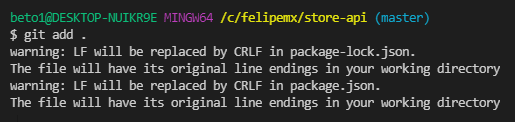 beto1@DESKTOP-NUIKR9E MINGW64 /c/felipemx/store-api (master)
$ git add .
warning: LF will be replaced by CRLF in package-lock.json.
The file will have its original line endings in your working directory
warning: LF will be replaced by CRLF in package.json.
The file will have its original line endings in your working directory